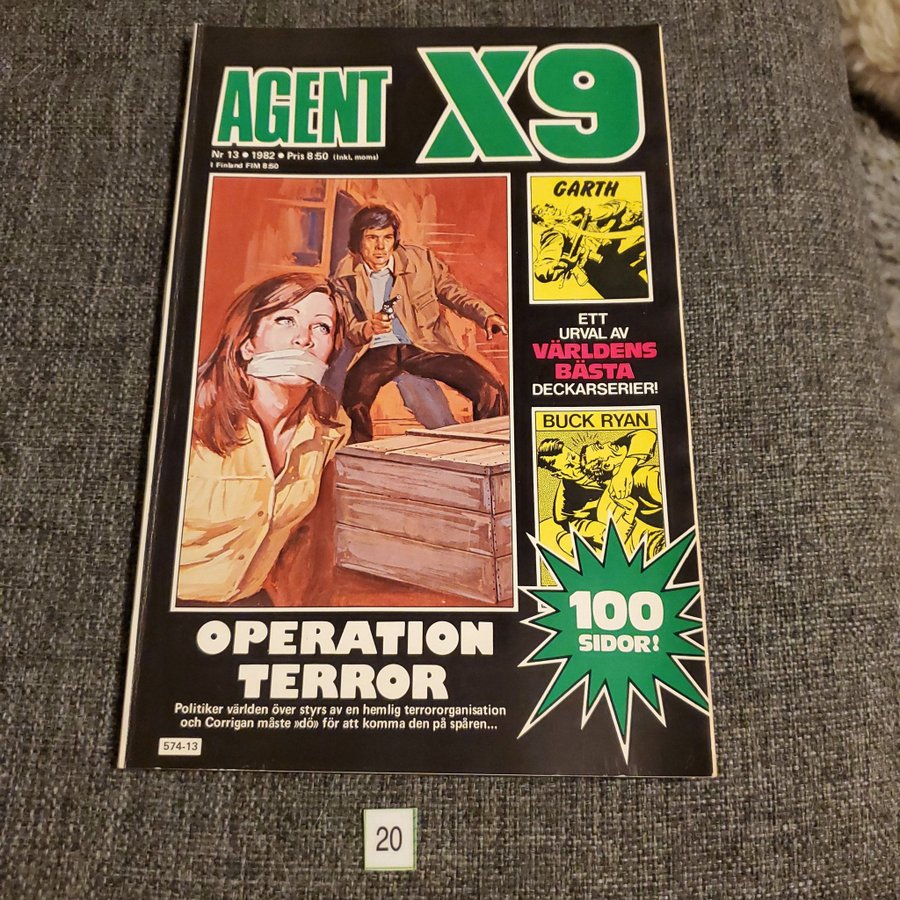 AGENT X9
Nr 13 • 1982 • Pris 8:50 (Inkl. moms)
I Finland FIM 8:50
GARTH
ETT
URVAL AV
VÄRLDENS
BÄSTA
DECKARSERIER!
BUCK RYAN
100
SIDOR!
OPERATION
TERROR
Politiker världen över styrs av en hemlig terrororganisation
och Corrigan måste »dö» för att komma den på spåren...
574-13
20